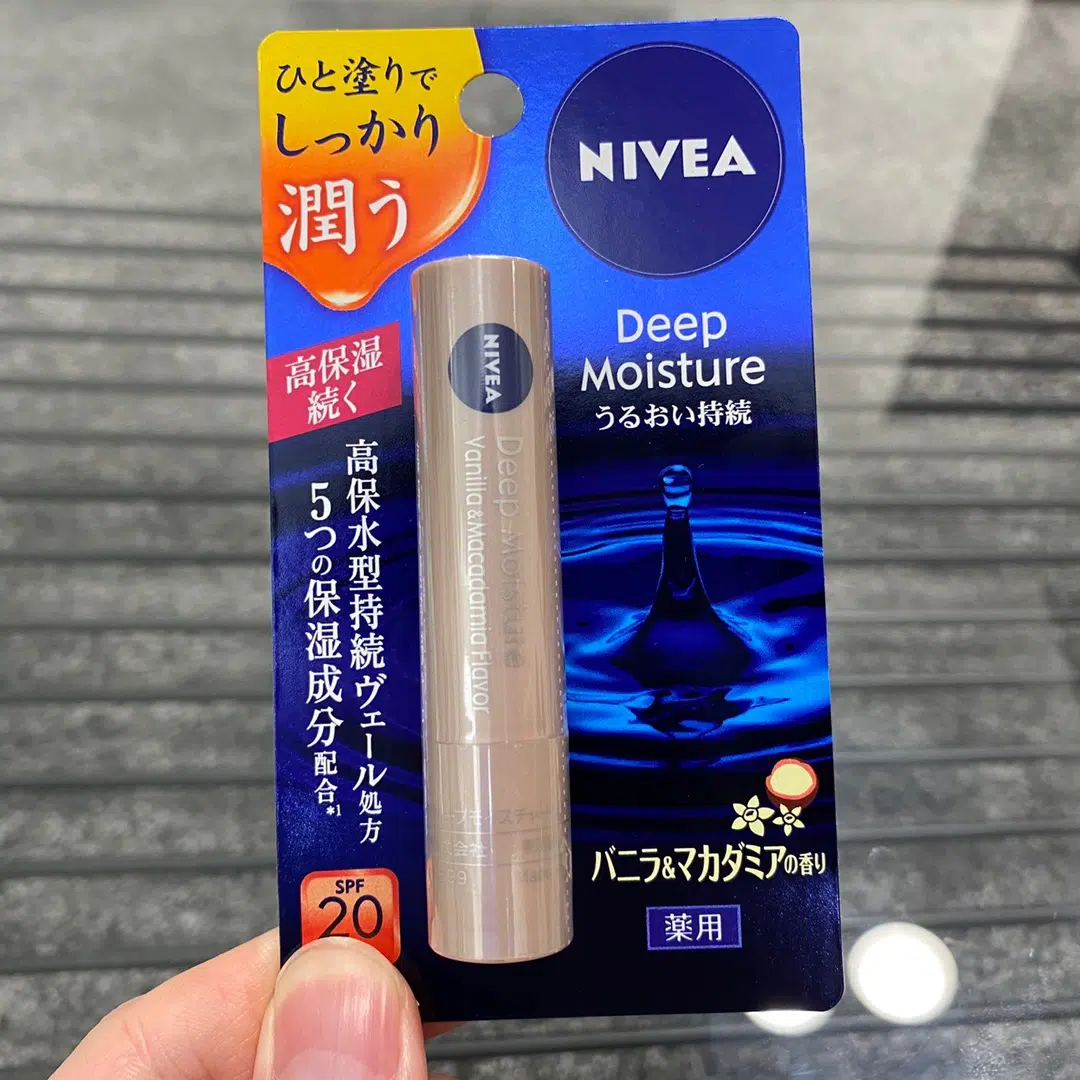 ひと塗りで
しっかり
潤う
NIVEA
Deep
Moisture
うるおい持続
高保湿
続く
高保水型持続ヴェール処方
5つの保湿成分配合*1
NIVEA
Deep Moisture
Vanilla&Macadamia Flavor
バニラ&マカダミアの香り
薬用
SPF
20